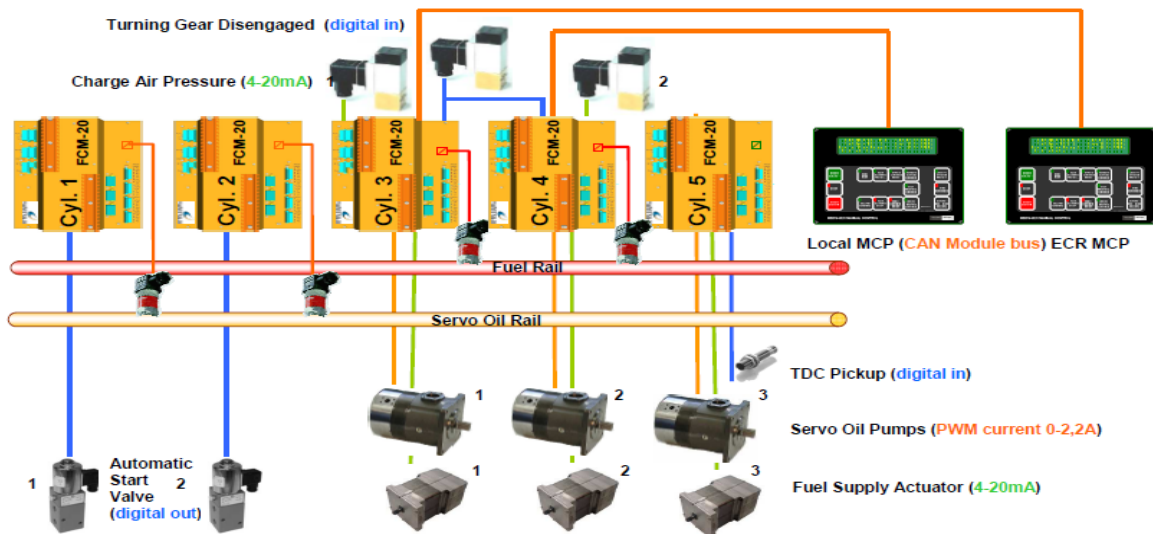 Turning Gear Disengaged (digital in)
Charge Air Pressure (4-20mA) 1
2
Cyl. 1 FCM-20
Cyl. 2 FCM-20
Cyl. 3 FCM-20
Cyl. 4 FCM-20
Cyl. 5 FCM-20
Local MCP (CAN Module bus) ECR MCP
Fuel Rail
Servo Oil Rail
TDC Pickup (digital in)
1
2
3
Servo Oil Pumps (PWM current 0-2,2A)
1 Automatic
Start
Valve 2
(digital out)
1
2
3
Fuel Supply Actuator (4-20mA)